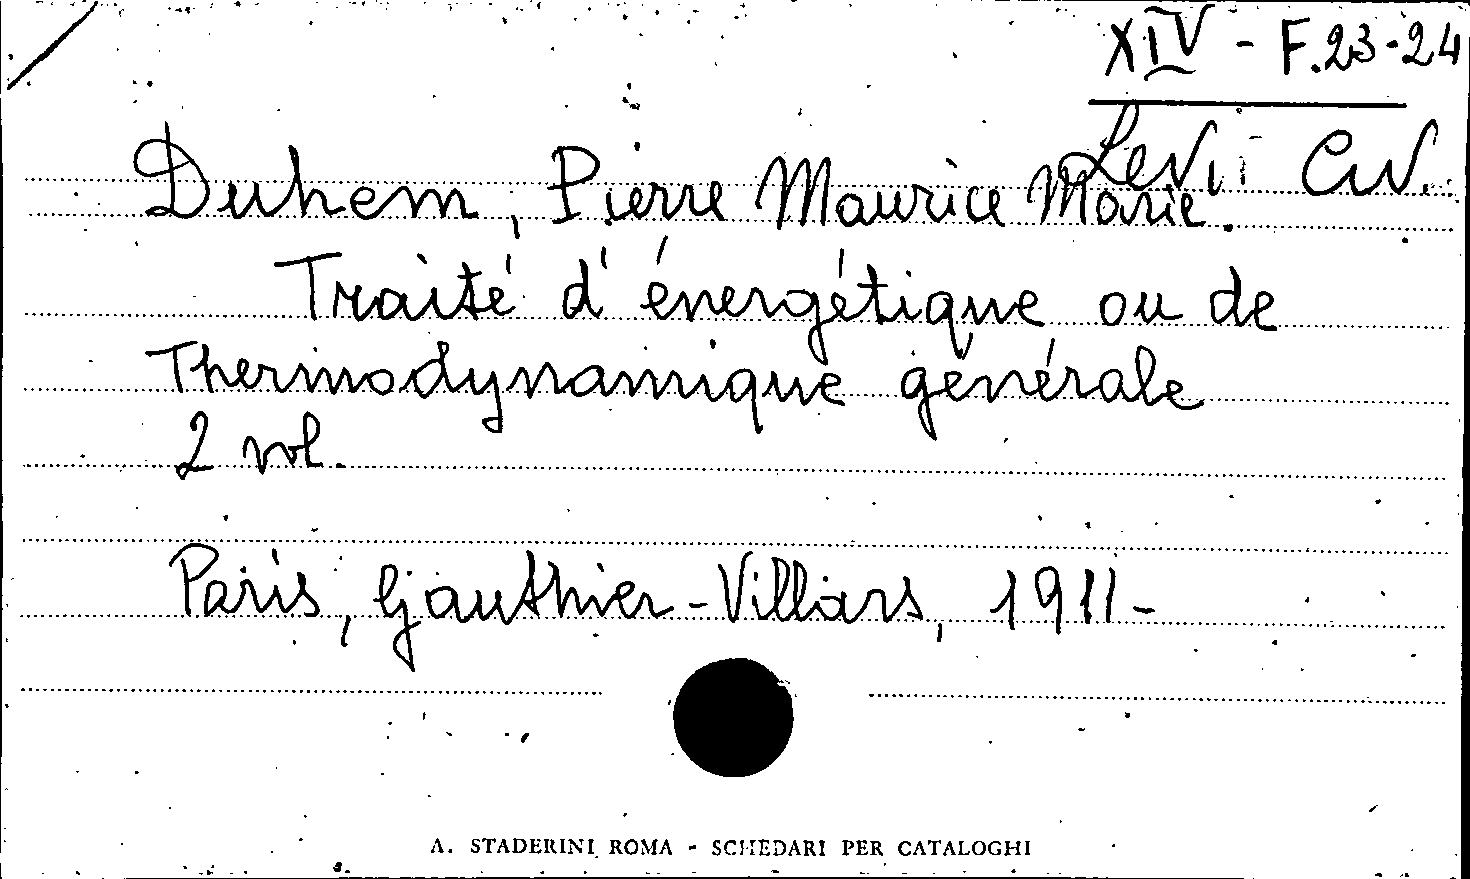 XIV - F.23-24
Levi Civ.
Duhem, Pierre Maurice Marie.
Traité d'énergétique ou de
Thermodynamique générale
2 vol.
Paris, Gauthier-Villars, 1911-
A. STADERINI ROMA - SCHEDARI PER CATALOGHI